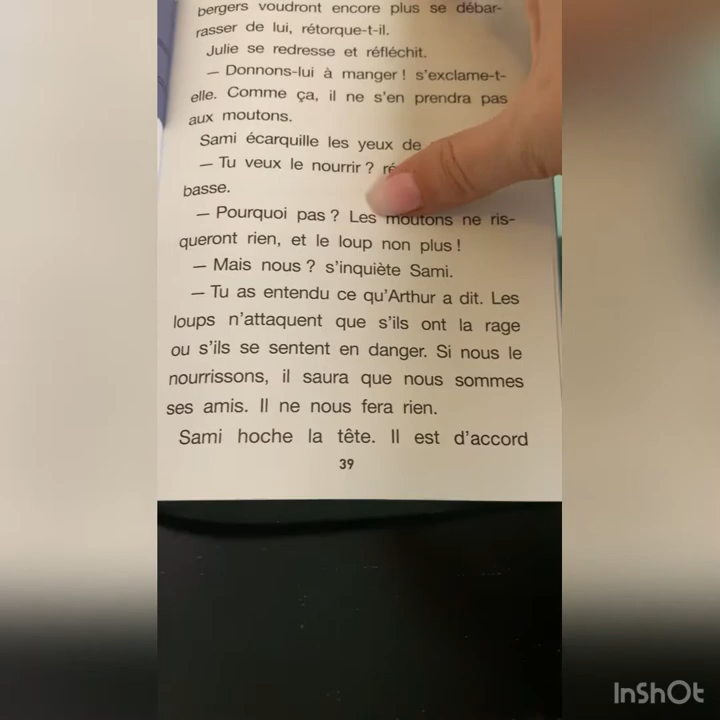 bergers voudront encore plus se débar-
rasser de lui, rétorque-t-il.
Julie se redresse et réfléchit.
— Donnons-lui à manger ! s'exclame-t-
elle. Comme ça, il ne s'en prendra pas
aux moutons.
Sami écarquille les yeux de
— Tu veux le nourrir ?
basse.
— Pourquoi pas ? Les moutons ne ris-
queront rien, et le loup non plus !
— Mais nous ? s'inquiète Sami.
— Tu as entendu ce qu'Arthur a dit. Les
loups n'attaquent que s'ils ont la rage
ou s'ils se sentent en danger. Si nous le
nourrissons, il saura que nous sommes
ses amis. Il ne nous fera rien.
Sami hoche la tête. Il est d'accord
39
InShOt